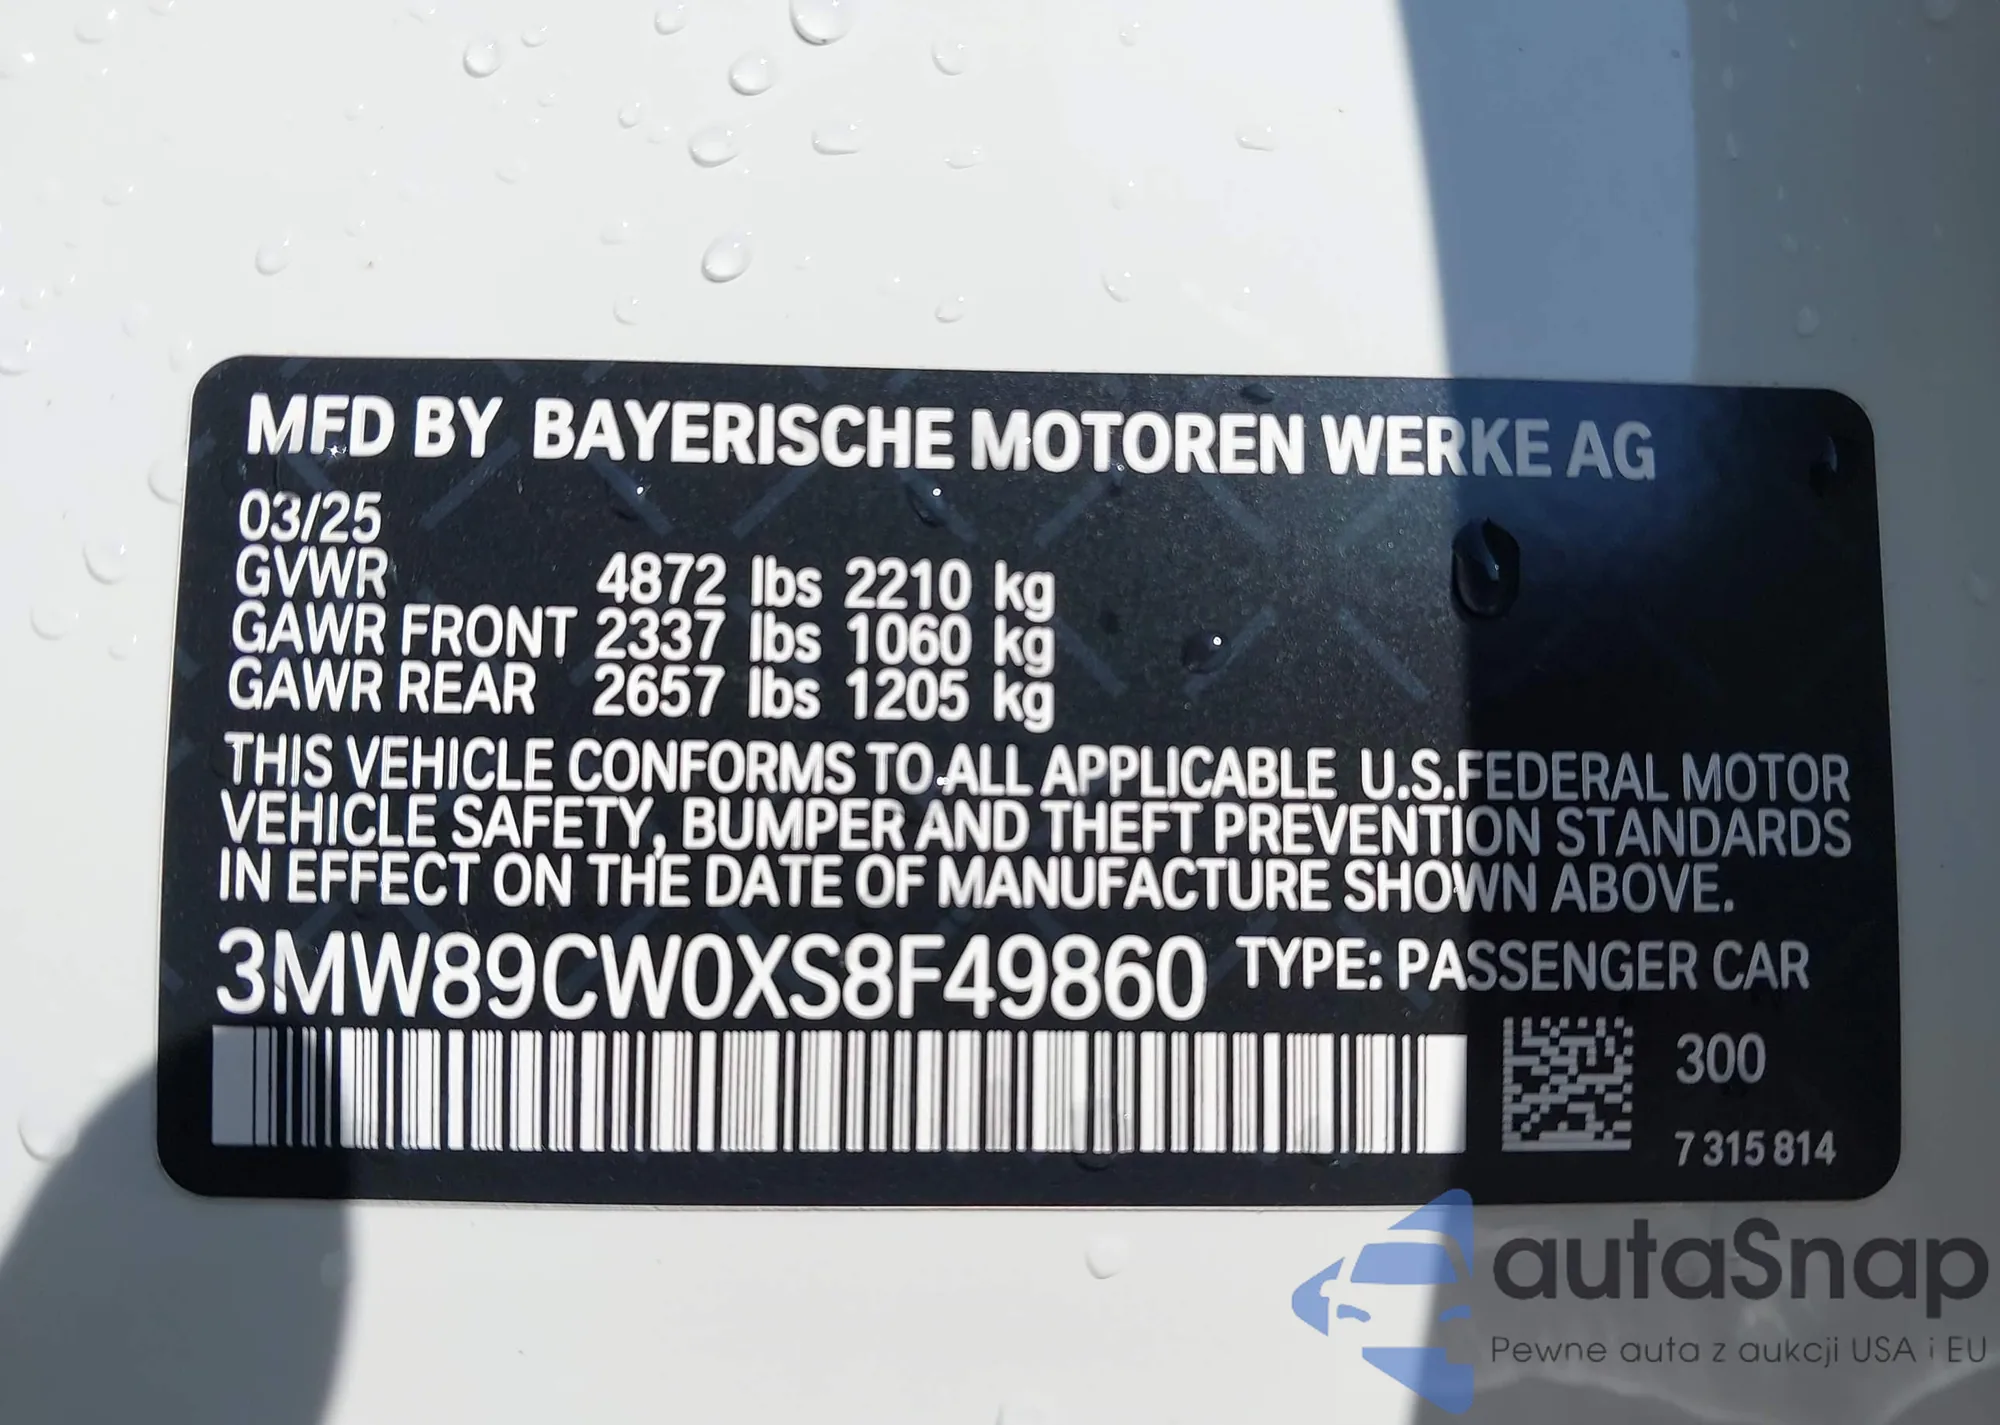 MFD BY BAYERISCHE MOTOREN WERKE AG
03/25
GVWR 4872 lbs 2210 kg
GAWR FRONT 2337 lbs 1060 kg
GAWR REAR 2657 lbs 1205 kg
THIS VEHICLE CONFORMS TO ALL APPLICABLE U.S.FEDERAL MOTOR
VEHICLE SAFETY, BUMPER AND THEFT PREVENTION STANDARDS
IN EFFECT ON THE DATE OF MANUFACTURE SHOWN ABOVE.
3MW89CW0XS8F49860 TYPE: PASSENGER CAR
300
7 315 814
autaSnap
Pewne auta z aukcji USA i EU